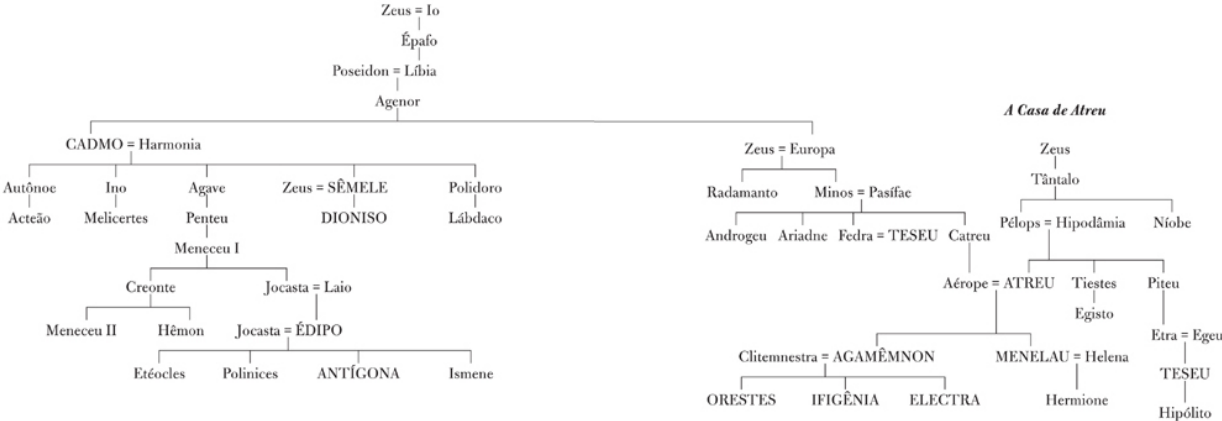 Zeus = Io
Épafo
Poseidon = Líbia
Agenor
A Casa de Atreu
CADMO = Harmonia
Zeus = Europa
Zeus
Tântalo
Autônoe Ino Agave Zeus = SÊMELE Polidoro
Radamanto Minos = Pasífae
Acteão Melicertes Penteu DIONISO Lábdaco
Pélops = Hipodâmia Níobe
Androgeu Ariadne Fedra = TESEU Catreu
Meneceu I
Creonte Jocasta = Laio
Aérope = ATREU Tiestes Piteu
Egisto
Meneceu II Hêmon Jocasta = ÉDIPO
Etra = Egeu
Clitemnestra = AGAMÊMNON MENELAU = Helena
Etéocles Polinices ANTÍGONA Ismene
TESEU
ORESTES IFIGÊNIA ELECTRA Hermione
Hipólito